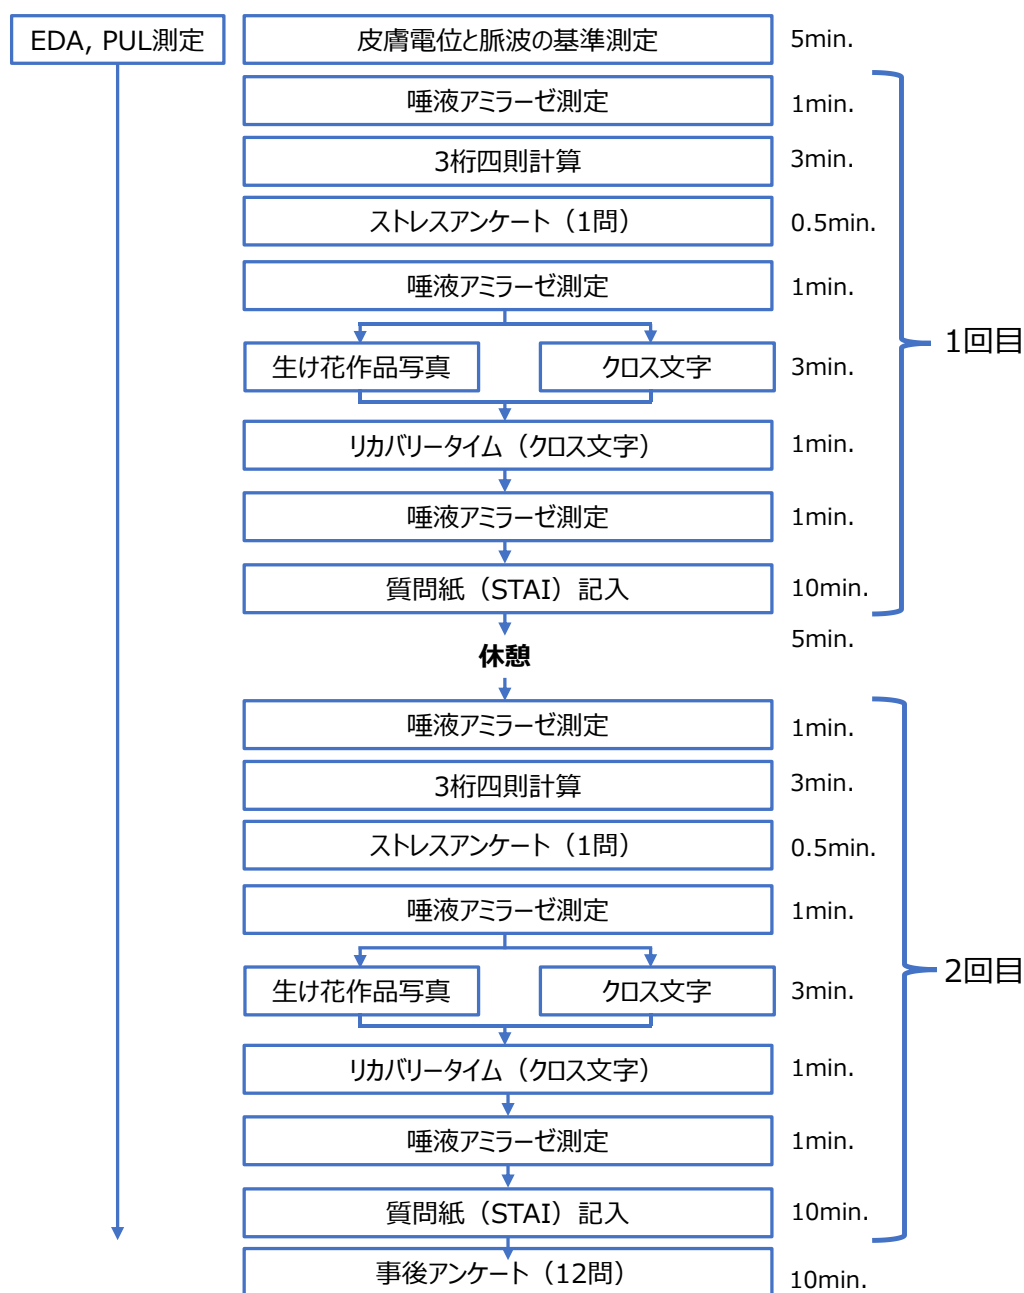 EDA, PUL測定
皮膚電位と脈波の基準測定 5min.
唾液アミラーゼ測定 1min.
3桁四則計算 3min.
ストレスアンケート（1問） 0.5min.
唾液アミラーゼ測定 1min.
1回目
生け花作品写真 クロス文字 3min.
リカバリータイム（クロス文字） 1min.
唾液アミラーゼ測定 1min.
質問紙（STAI）記入 10min.
休憩 5min.
唾液アミラーゼ測定 1min.
3桁四則計算 3min.
ストレスアンケート（1問） 0.5min.
唾液アミラーゼ測定 1min.
2回目
生け花作品写真 クロス文字 3min.
リカバリータイム（クロス文字） 1min.
唾液アミラーゼ測定 1min.
質問紙（STAI）記入 10min.
事後アンケート（12問） 10min.